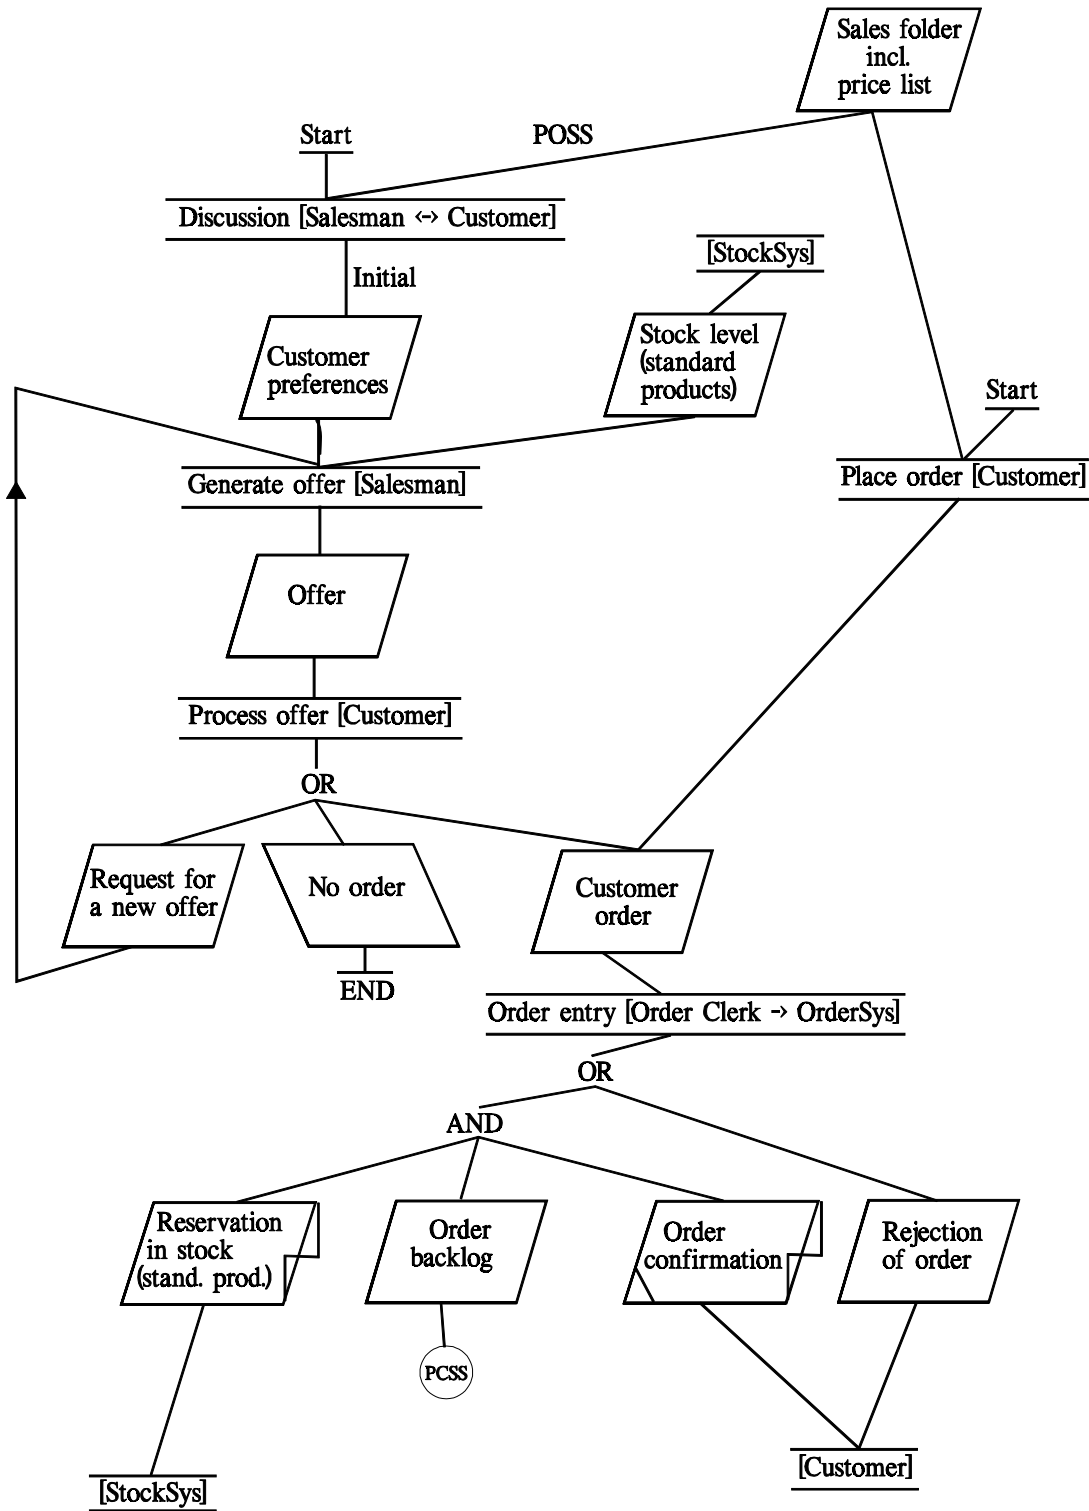 Sales folder
incl.
price list
Start
POSS
Discussion [Salesman <-> Customer]
[StockSys]
Initial
Stock level
(standard
products)
Customer
preferences
Start
Generate offer [Salesman]
Place order [Customer]
Offer
Process offer [Customer]
OR
Request for
a new offer
No order
Customer
order
END
Order entry [Order Clerk -> OrderSys]
OR
AND
Reservation
in stock
(stand. prod.)
Order
backlog
Order
confirmation
Rejection
of order
PCSS
[Customer]
[StockSys]